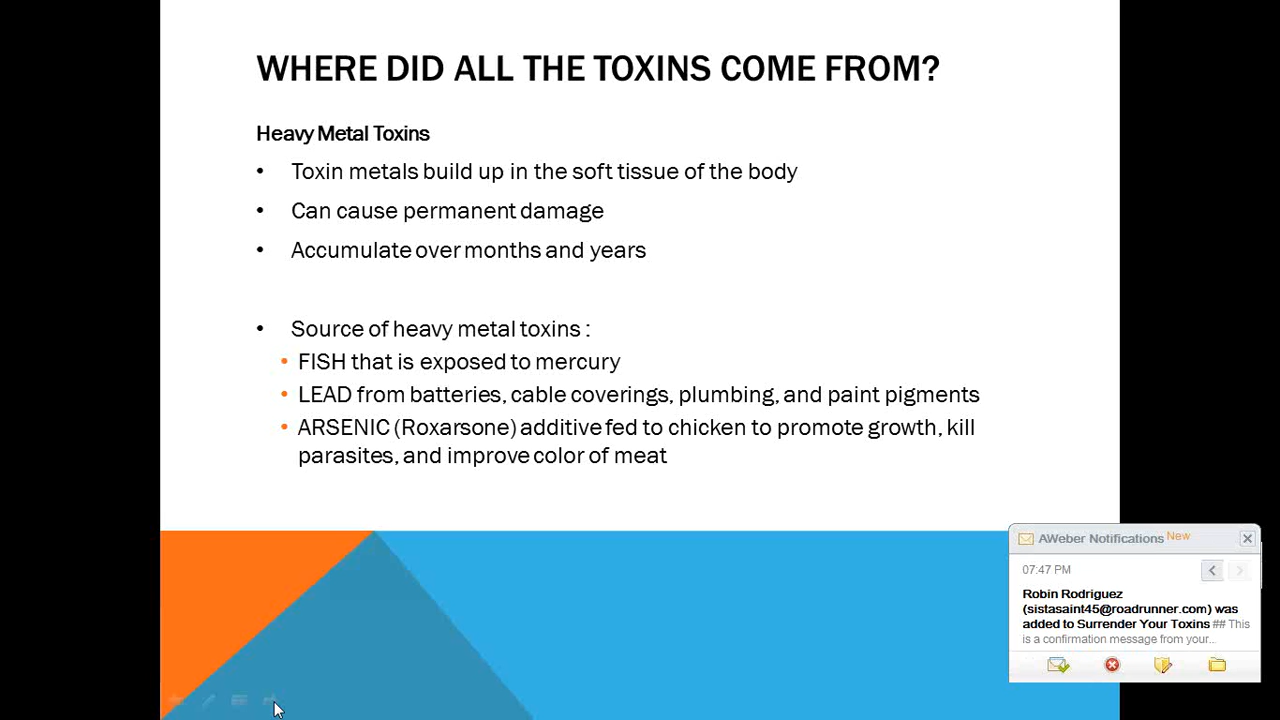 WHERE DID ALL THE TOXINS COME FROM?
Heavy Metal Toxins
• Toxin metals build up in the soft tissue of the body
• Can cause permanent damage
• Accumulate over months and years
• Source of heavy metal toxins :
• FISH that is exposed to mercury
• LEAD from batteries, cable coverings, plumbing, and paint pigments
• ARSENIC (Roxarsone) additive fed to chicken to promote growth, kill
parasites, and improve color of meat
AWeber Notifications New
07:47 PM
Robin Rodriguez
(sistasaint45@roadrunner.com) was
added to Surrender Your Toxins ## This
is a confirmation message from your...